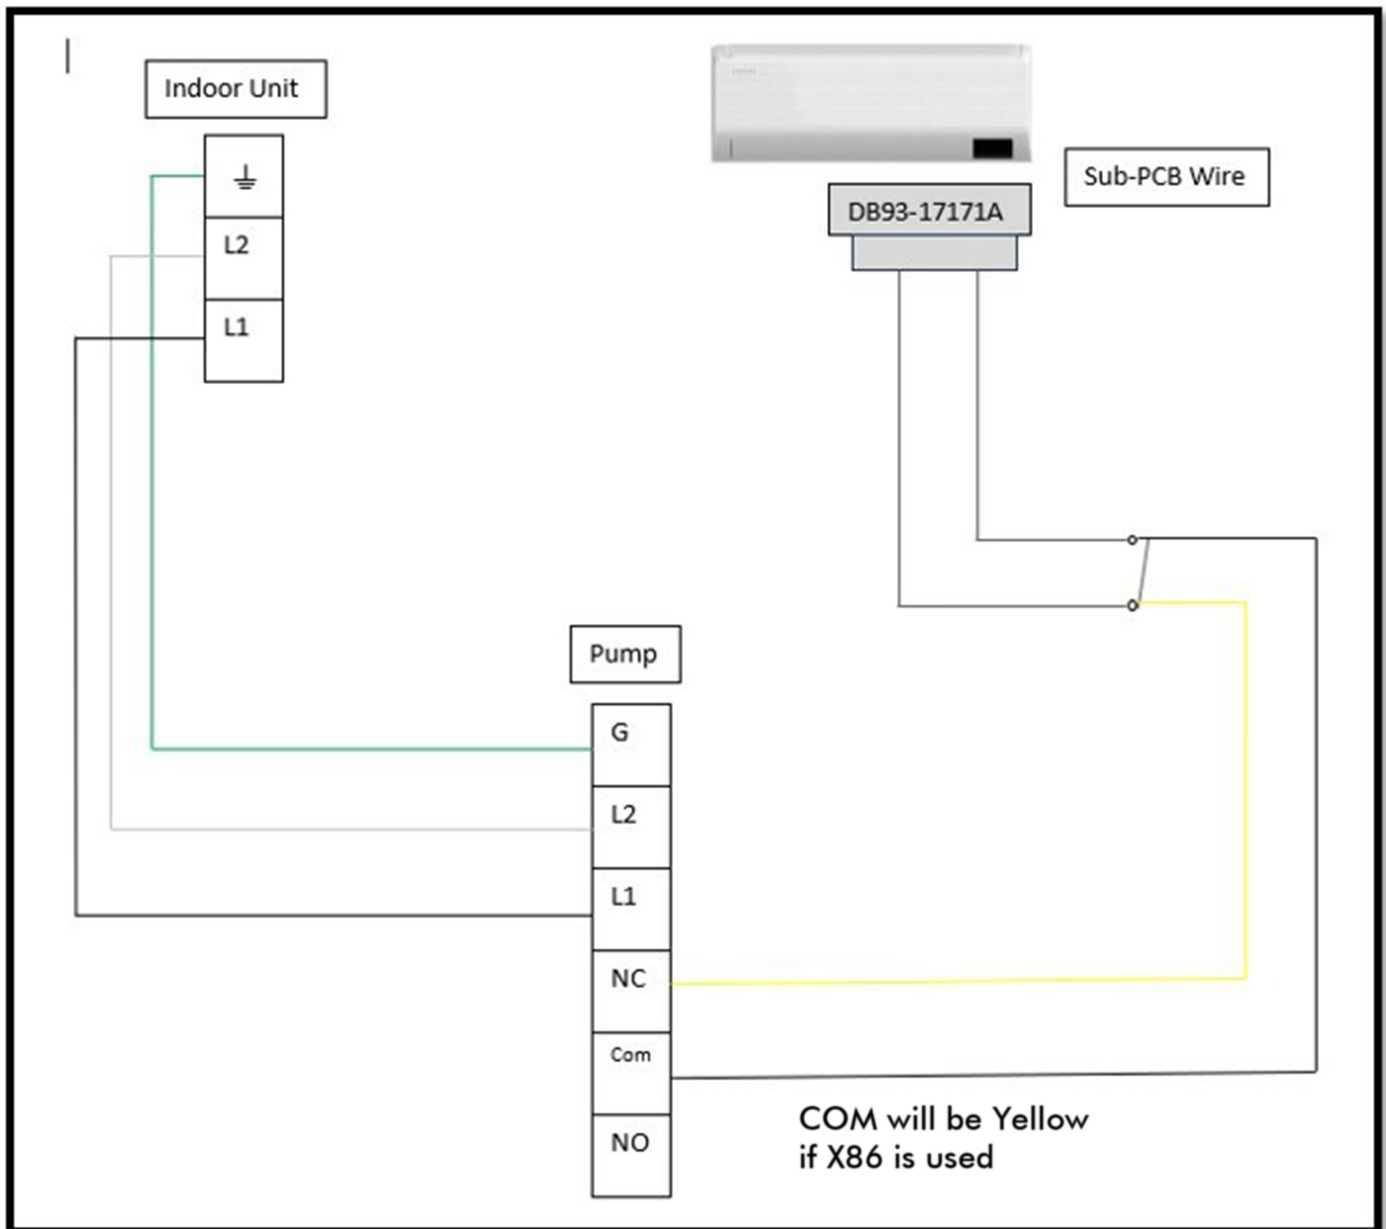 Indoor Unit
L2
L1
DB93-17171A
Sub-PCB Wire
Pump
G
L2
L1
NC
Com
NO
COM will be Yellow
if X86 is used